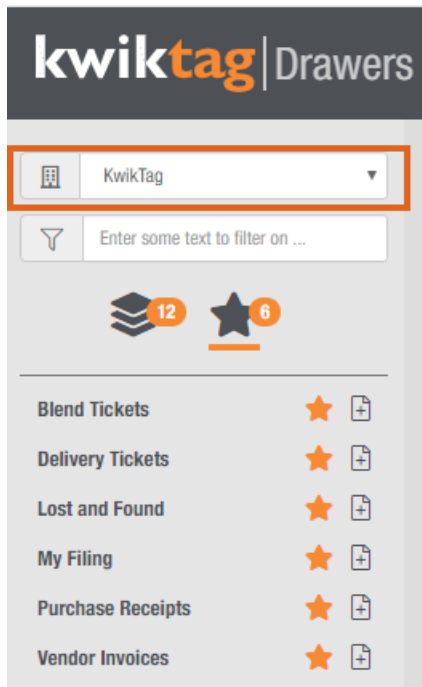 kwiktag|Drawers
KwikTag
Enter some text to filter on ...
12 6
Blend Tickets
Delivery Tickets
Lost and Found
My Filing
Purchase Receipts
Vendor Invoices